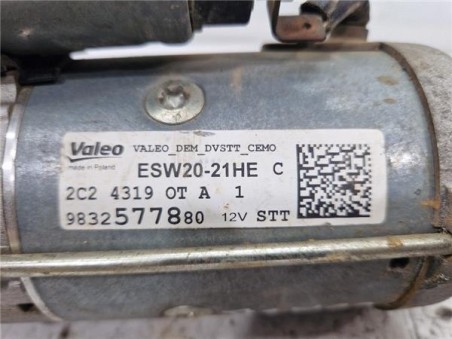 Valeo VALEO_DEM_DVSTT_CEMO
made in Poland ESW20-21HE C
2C2 4319 OT A 1
9832577880 12V STT